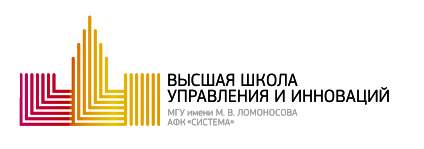 ВЫСШАЯ ШКОЛА
УПРАВЛЕНИЯ И ИННОВАЦИЙ
МГУ имени М. В. ЛОМОНОСОВА
АФК «СИСТЕМА»